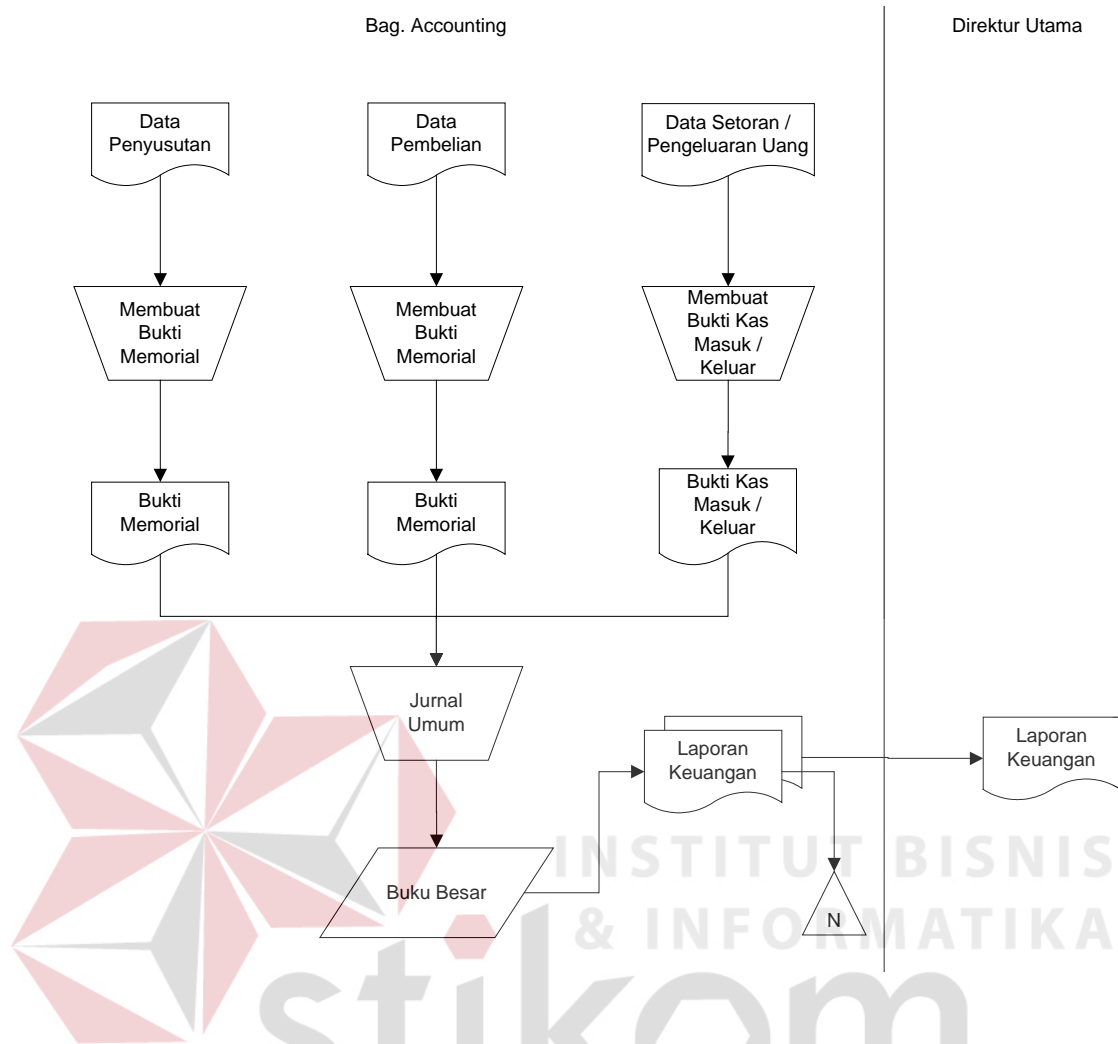 Bag. Accounting
Direktur Utama
Data
Penyusutan
Data
Pembelian
Data Setoran /
Pengeluaran Uang
Membuat
Bukti
Memorial
Membuat
Bukti
Memorial
Membuat
Bukti Kas
Masuk /
Keluar
Bukti
Memorial
Bukti
Memorial
Bukti Kas
Masuk /
Keluar
Jurnal
Umum
Laporan
Keuangan
Laporan
Keuangan
Buku Besar
N
INSTITUT BISNIS
& INFORMATIKA
stikom